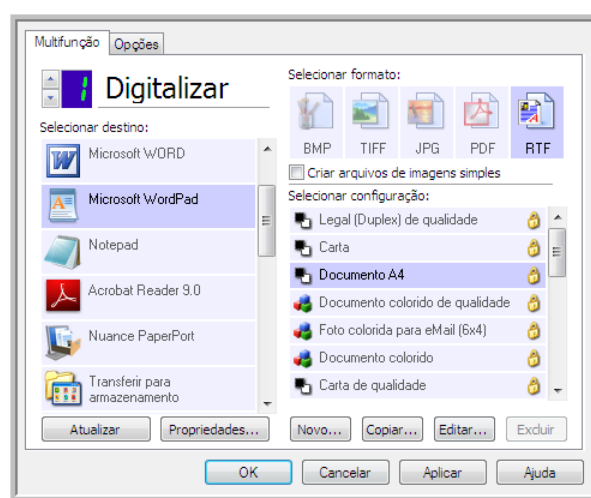 Multifunção Opções
1 Digitalizar
Selecionar destino:
Microsoft WORD
Microsoft WordPad
Notepad
Acrobat Reader 9.0
Nuance PaperPort
Transferir para
armazenamento
Atualizar Propriedades...
Selecionar formato:
BMP TIFF JPG PDF RTF
Criar arquivos de imagens simples
Selecionar configuração:
Legal (Duplex) de qualidade
Carta
Documento A4
Documento colorido de qualidade
Foto colorida para eMail (6x4)
Documento colorido
Carta de qualidade
Novo... Copiar... Editar... Excluir
OK Cancelar Aplicar Ajuda